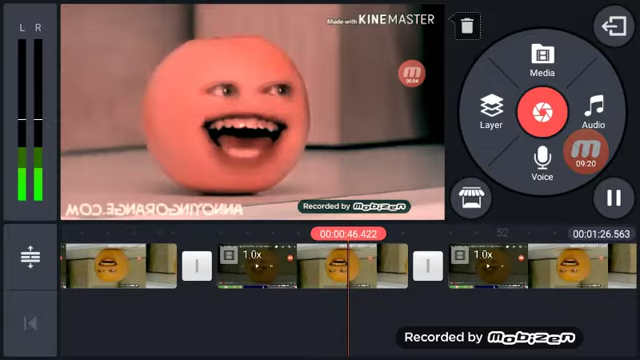 L R
Made with KINEMASTER
00:04
ANNOYINGORANGE.COM
Recorded by mobizen
Media
Layer
Audio
Voice
09:20
00:00:46.422
52
00:01:26.563
1.0x
1.0x
Recorded by mobizen